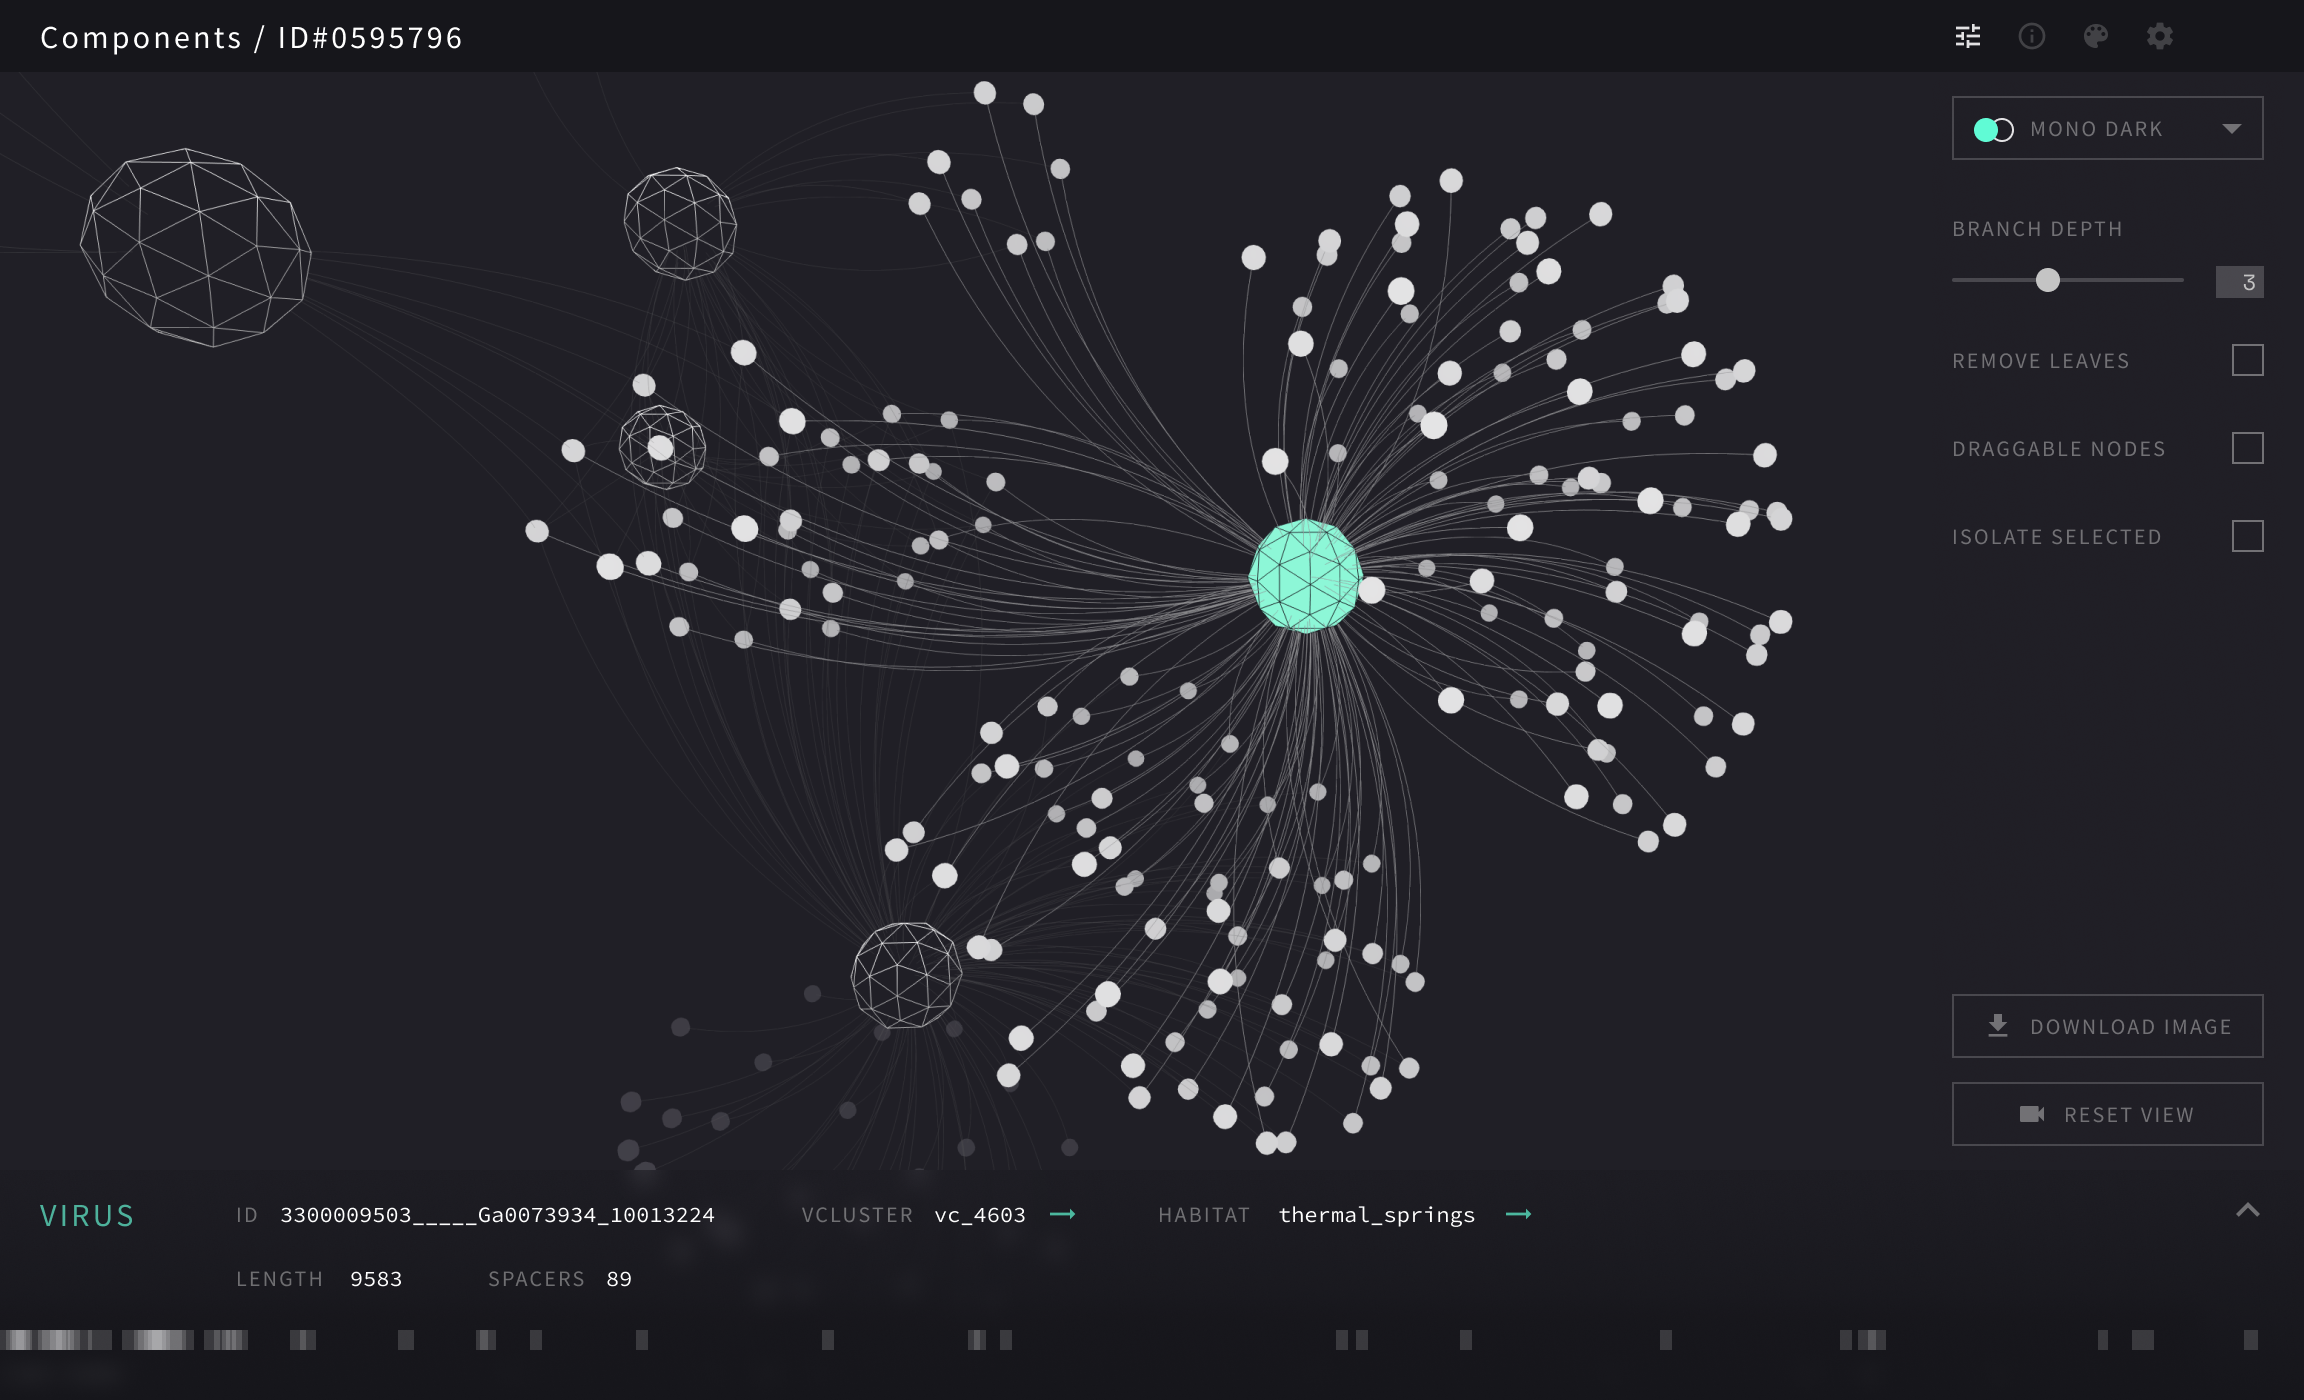 Components / ID#0595796
MONO DARK
BRANCH DEPTH
3
REMOVE LEAVES
DRAGGABLE NODES
ISOLATE SELECTED
DOWNLOAD IMAGE
RESET VIEW
VIRUS ID 3300009503_____Ga0073934_10013224 VCLUSTER vc_4603 HABITAT thermal_springs
LENGTH 9583 SPACERS 89